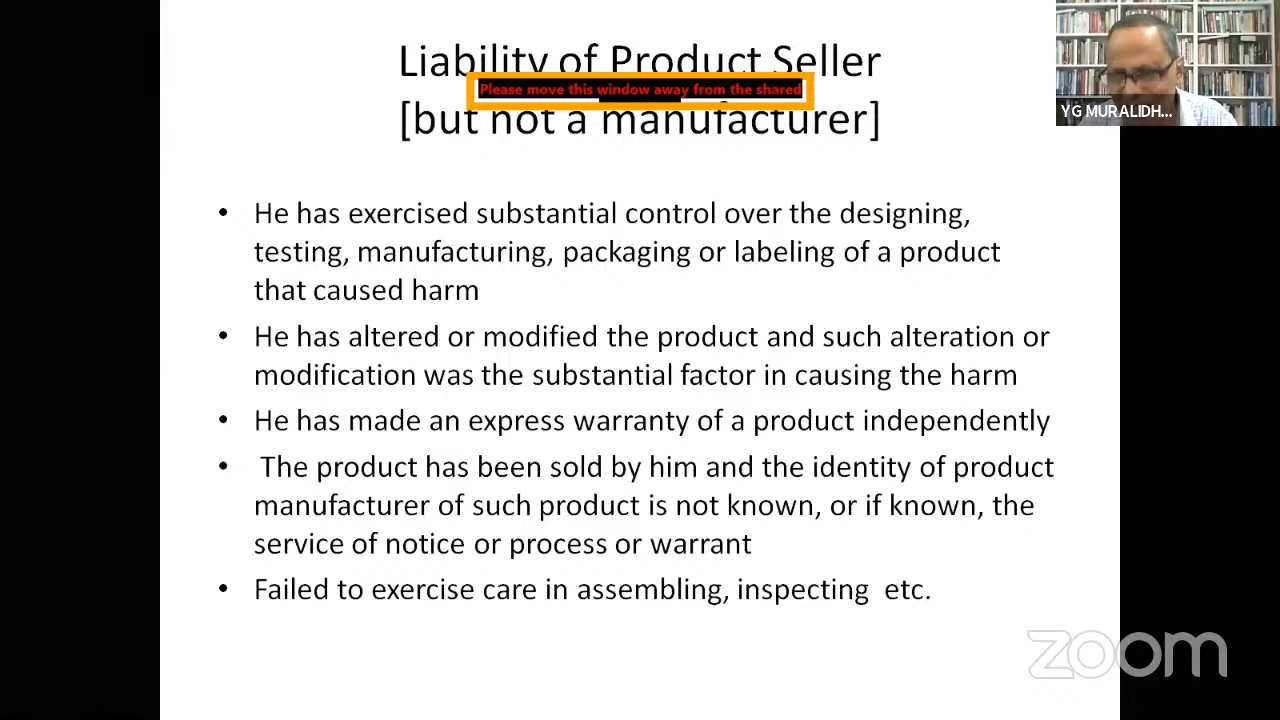 Liability of Product Seller
Please move this window away from the shared
[but not a manufacturer]
YG MURALIDH...
• He has exercised substantial control over the designing,
testing, manufacturing, packaging or labeling of a product
that caused harm
• He has altered or modified the product and such alteration or
modification was the substantial factor in causing the harm
• He has made an express warranty of a product independently
• The product has been sold by him and the identity of product
manufacturer of such product is not known, or if known, the
service of notice or process or warrant
• Failed to exercise care in assembling, inspecting etc.
zoom